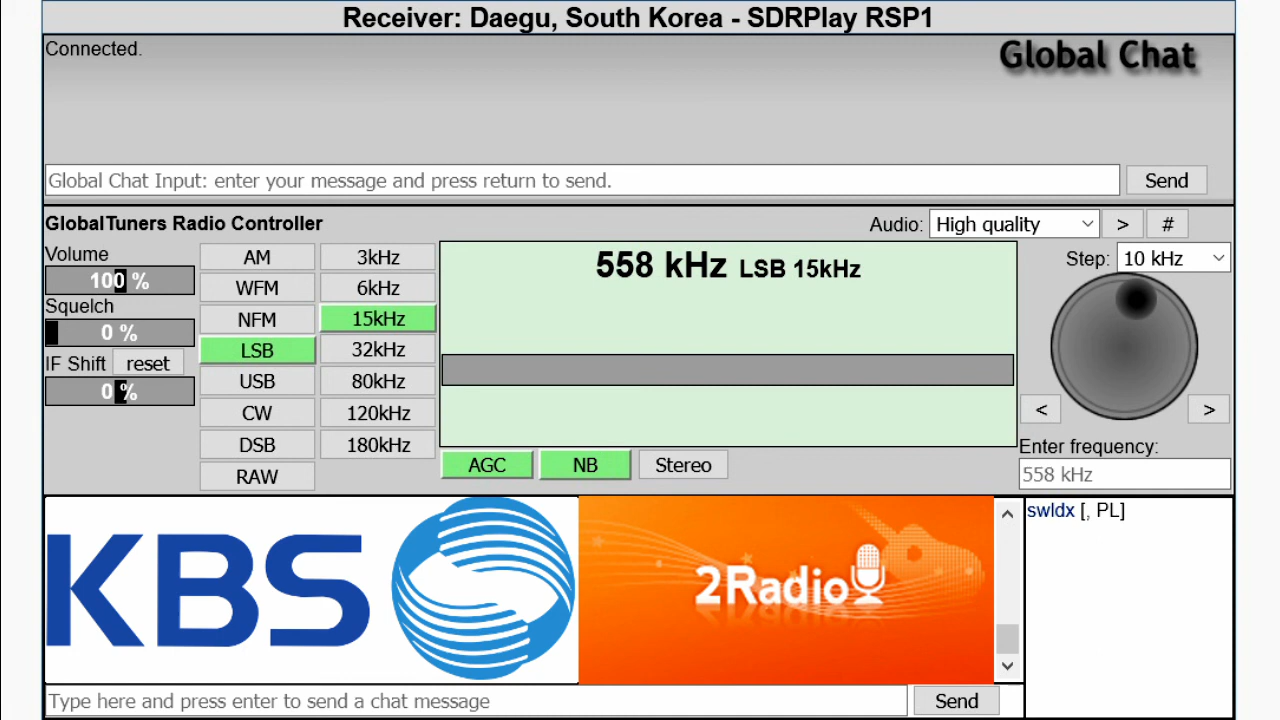 Receiver: Daegu, South Korea - SDRPlay RSP1
Connected.
Global Chat
Global Chat Input: enter your message and press return to send.
Send
GlobalTuners Radio Controller
Audio: High quality > #
Volume
100 %
Squelch
0 %
IF Shift reset
0 %
AM
WFM
NFM
LSB
USB
CW
DSB
RAW
3kHz
6kHz
15kHz
32kHz
80kHz
120kHz
180kHz
558 kHz LSB 15kHz
AGC NB Stereo
Step: 10 kHz
< >
Enter frequency:
558 kHz
KBS
2Radio
swldx [, PL]
Type here and press enter to send a chat message
Send